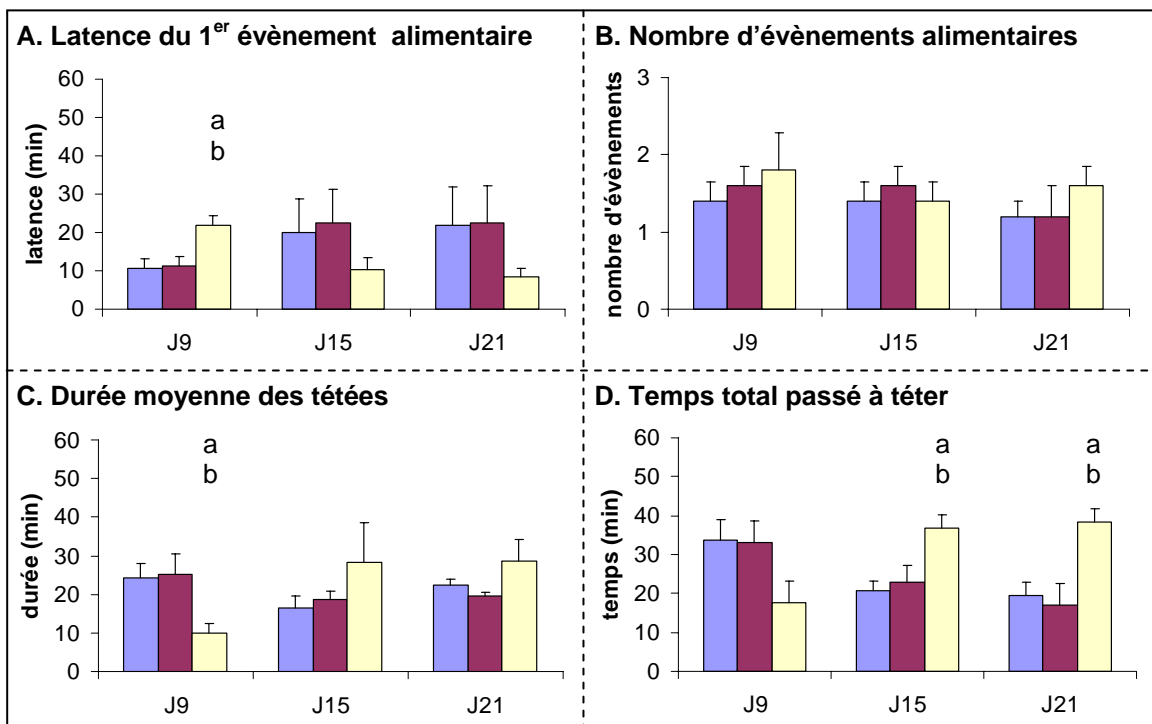 A. Latence du 1er évènement alimentaire
60
50
40
30
20
10
0
latence (min)
a
b
J9
J15
J21
B. Nombre d'évènements alimentaires
3
2
1
0
nombre d'évènements
J9
J15
J21
C. Durée moyenne des tétées
60
50
40
30
20
10
0
durée (min)
a
b
J9
J15
J21
D. Temps total passé à téter
60
50
40
30
20
10
0
temps (min)
a
b
a
b
J9
J15
J21